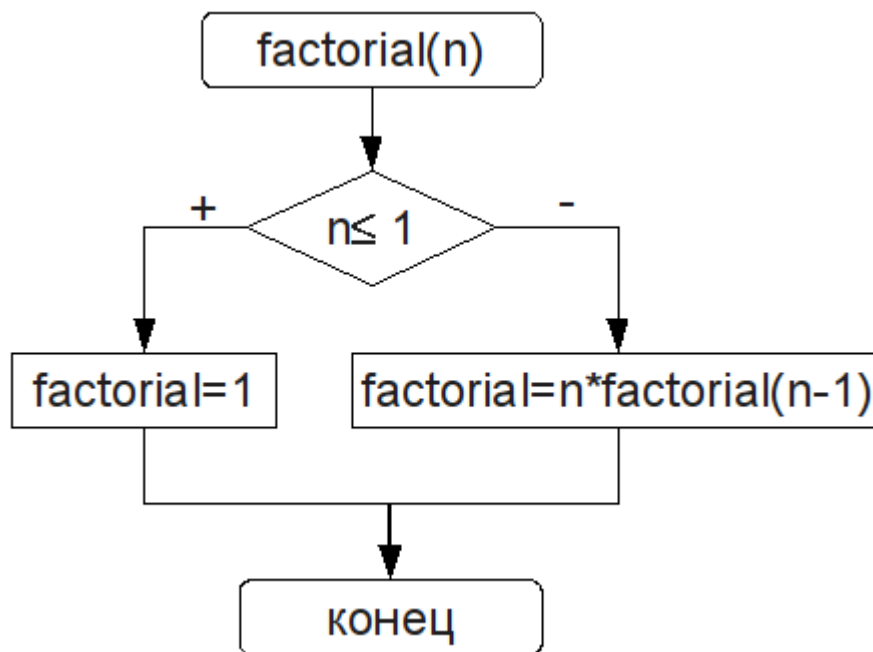 factorial(n)
+
n≤ 1
-
factorial=1
factorial=n*factorial(n-1)
конец